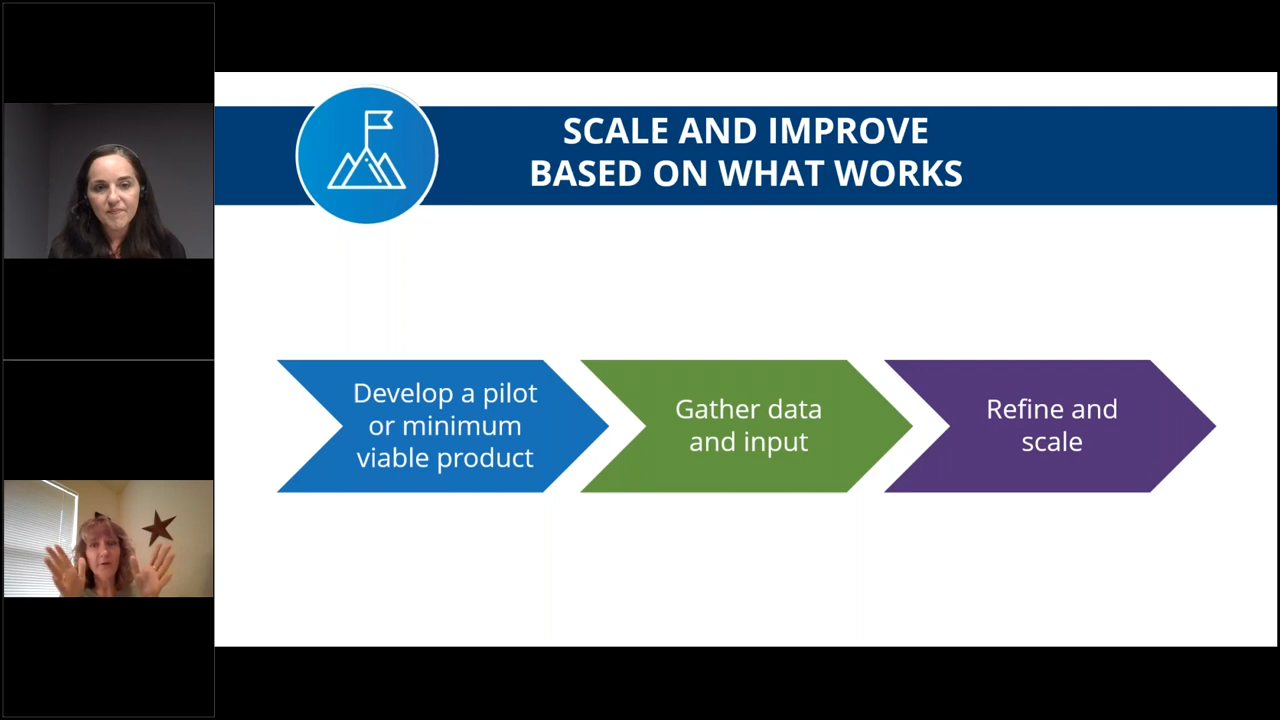 SCALE AND IMPROVE
BASED ON WHAT WORKS
Develop a pilot
or minimum
viable product
Gather data
and input
Refine and
scale